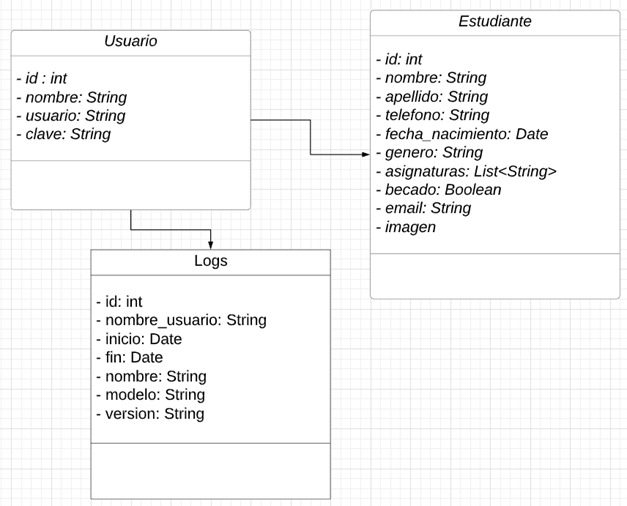 Usuario
- id : int
- nombre: String
- usuario: String
- clave: String
Estudiante
- id: int
- nombre: String
- apellido: String
- telefono: String
- fecha_nacimiento: Date
- genero: String
- asignaturas: List<String>
- becado: Boolean
- email: String
- imagen
Logs
- id: int
- nombre_usuario: String
- inicio: Date
- fin: Date
- nombre: String
- modelo: String
- version: String